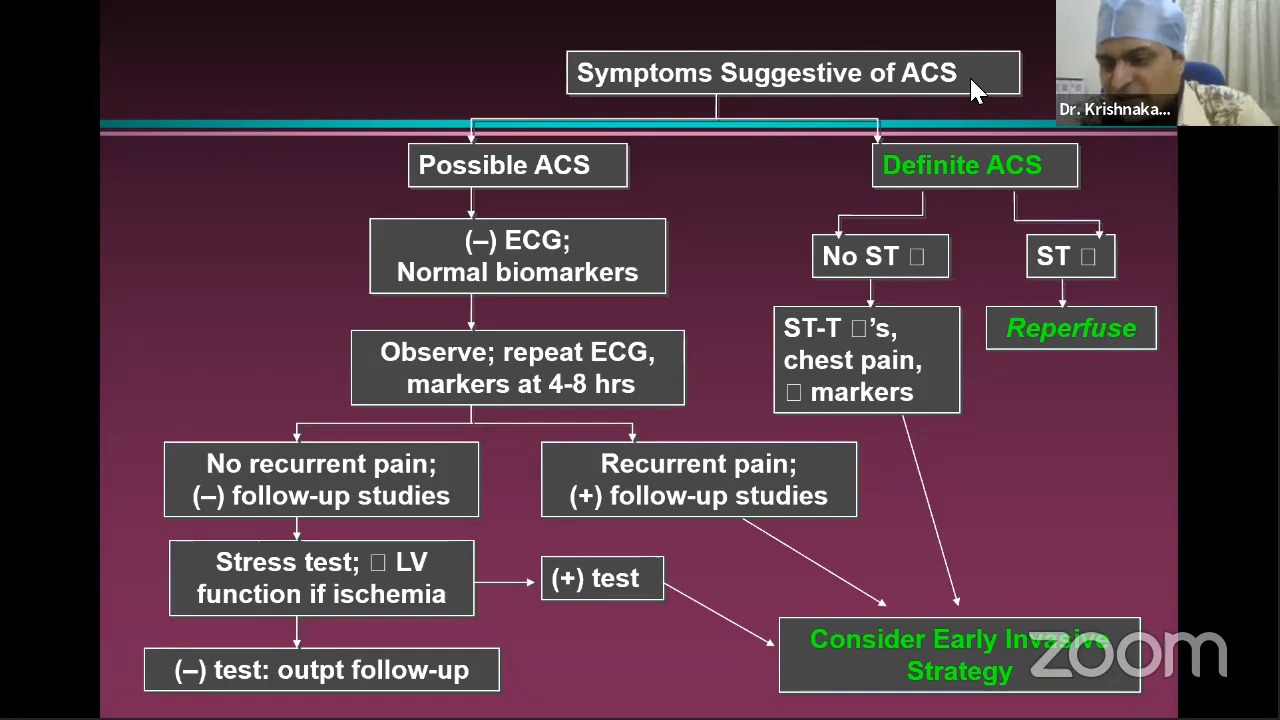 Symptoms Suggestive of ACS
Dr. Krishnaka...
Possible ACS
Definite ACS
(–) ECG;
Normal biomarkers
No ST □
ST □
Observe; repeat ECG,
markers at 4-8 hrs
ST-T □’s,
chest pain,
□ markers
Reperfuse
No recurrent pain;
(–) follow-up studies
Recurrent pain;
(+) follow-up studies
Stress test; □ LV
function if ischemia
(+) test
(–) test: outpt follow-up
Consider Early Invasive
Strategy
zoom